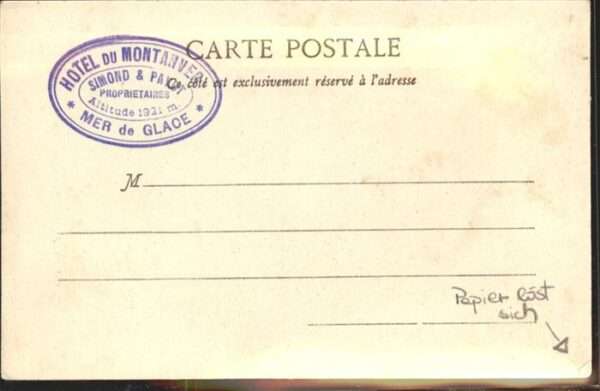 CARTE POSTALE
Ce côté est exclusivement réservé à l'adresse
HOTEL DU MONTANVERT
SIMOND & PAYOT
PROPRIETAIRES
Altitude 1921 m.
* MER de GLACE *
M
Papier löst
sich